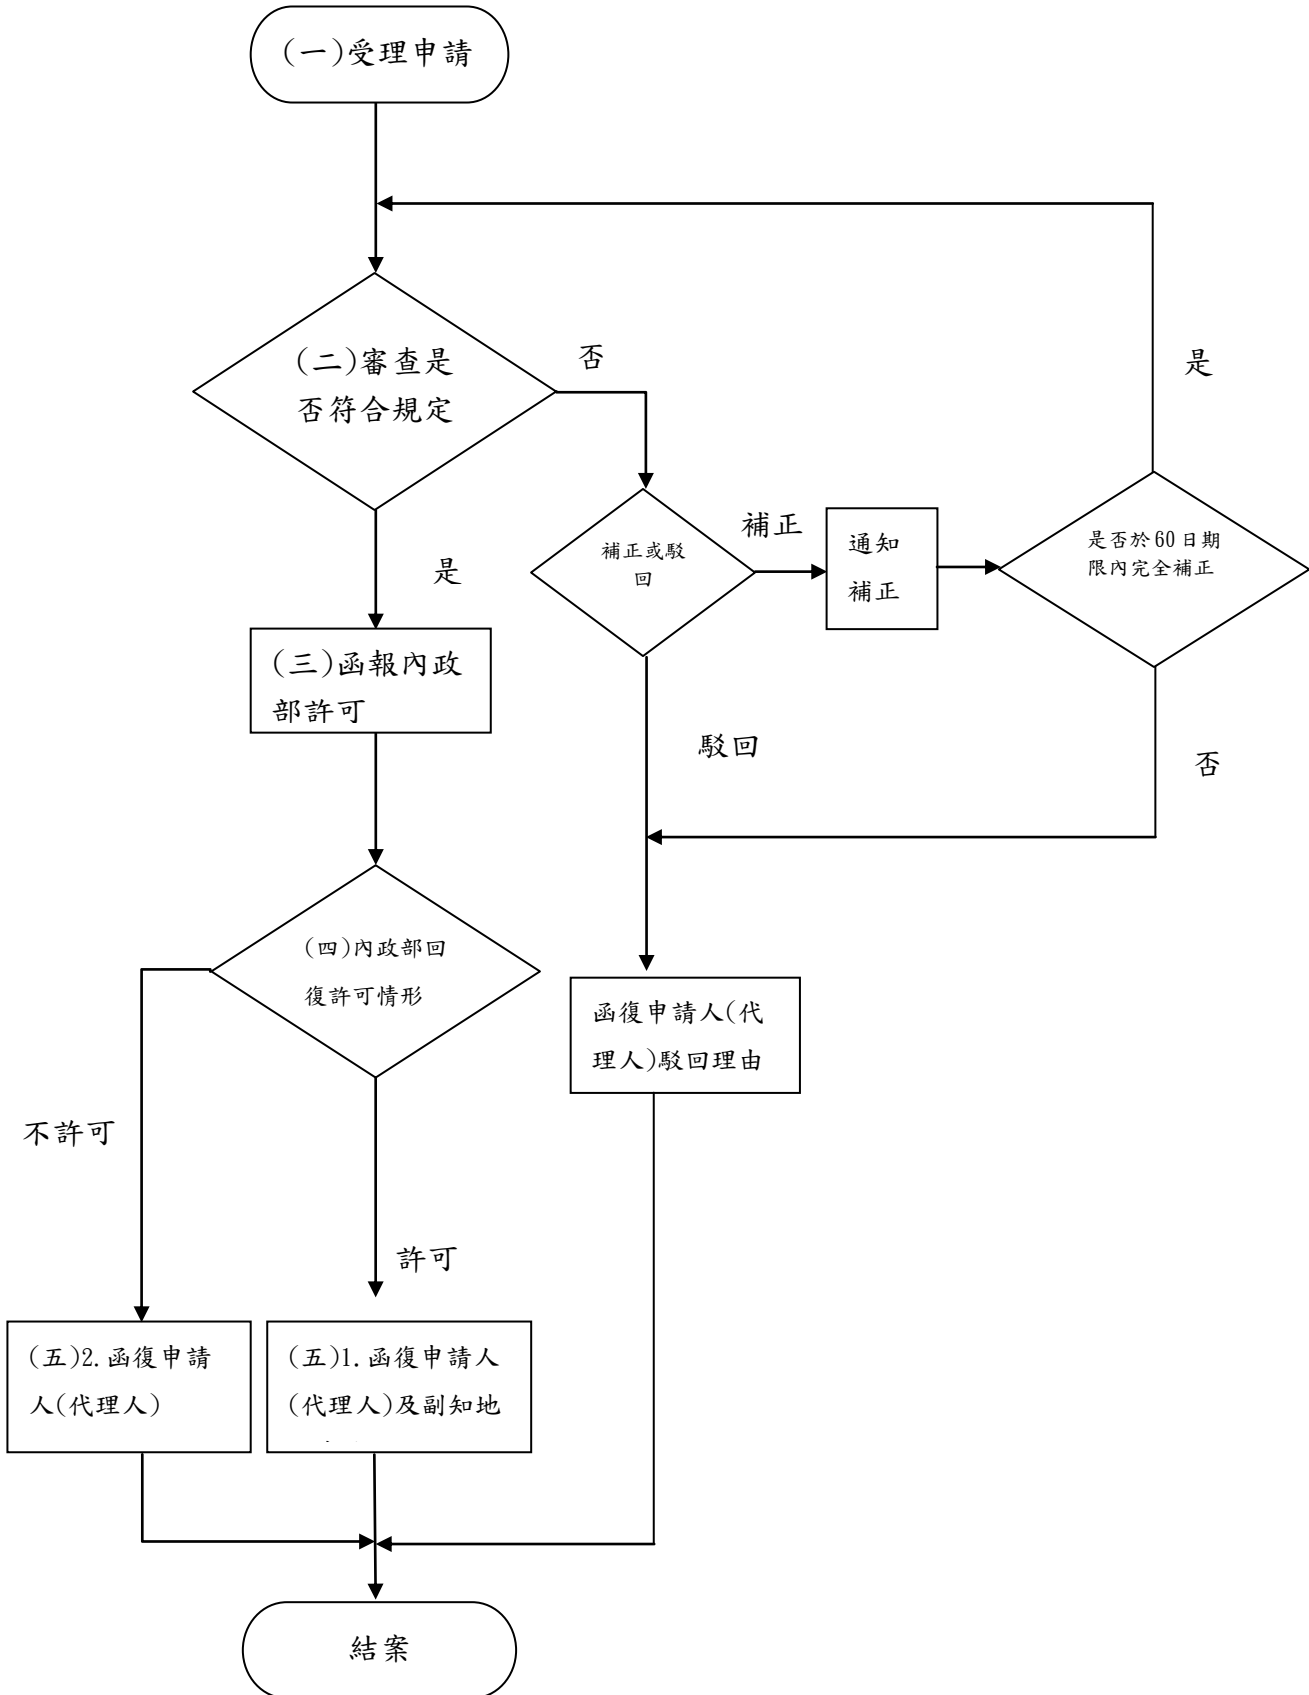 (一)受理申請
(二)審查是
否符合規定
否
是
是
補正或駁
回
補正
通知
補正
是否於60日期
限內完全補正
(三)函報內政
部許可
駁回
否
(四)內政部回
復許可情形
函復申請人(代
理人)駁回理由
不許可
許可
(五)2.函復申請
人(代理人)
(五)1.函復申請人
(代理人)及副知地
結案